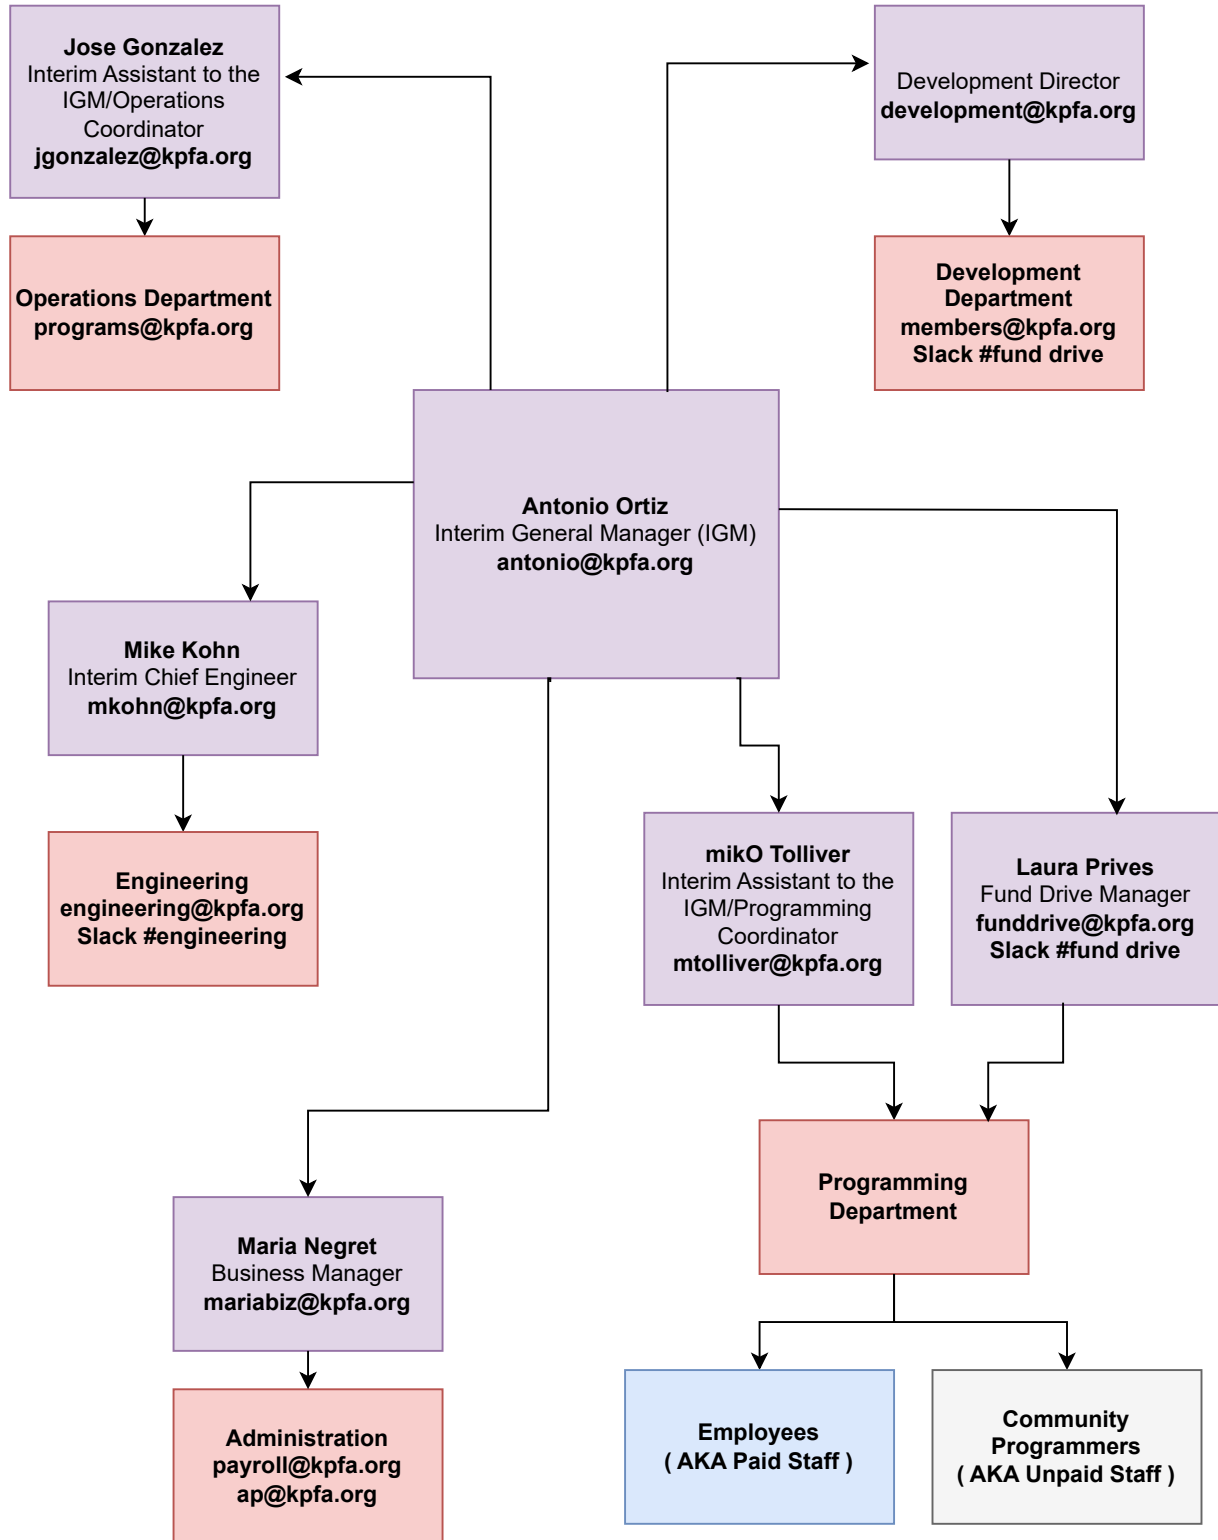 Jose Gonzalez
Interim Assistant to the
IGM/Operations
Coordinator
jgonzalez@kpfa.org
Development Director
development@kpfa.org
Operations Department
programs@kpfa.org
Development
Department
members@kpfa.org
Slack #fund drive
Antonio Ortiz
Interim General Manager (IGM)
antonio@kpfa.org
Mike Kohn
Interim Chief Engineer
mkohn@kpfa.org
Engineering
engineering@kpfa.org
Slack #engineering
mikO Tolliver
Interim Assistant to the
IGM/Programming
Coordinator
mtolliver@kpfa.org
Laura Prives
Fund Drive Manager
funddrive@kpfa.org
Slack #fund drive
Programming
Department
Maria Negret
Business Manager
mariabiz@kpfa.org
Administration
payroll@kpfa.org
ap@kpfa.org
Employees
( AKA Paid Staff )
Community
Programmers
( AKA Unpaid Staff )